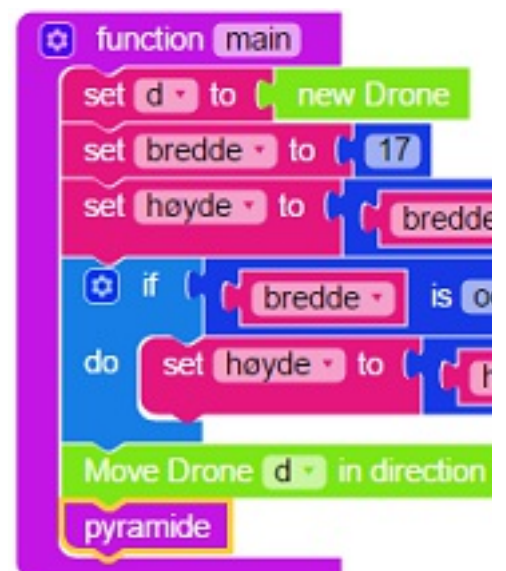 function main
set d to new Drone
set bredde to 17
set høyde to bredde
if bredde is
do set høyde to
Move Drone d in direction
pyramide